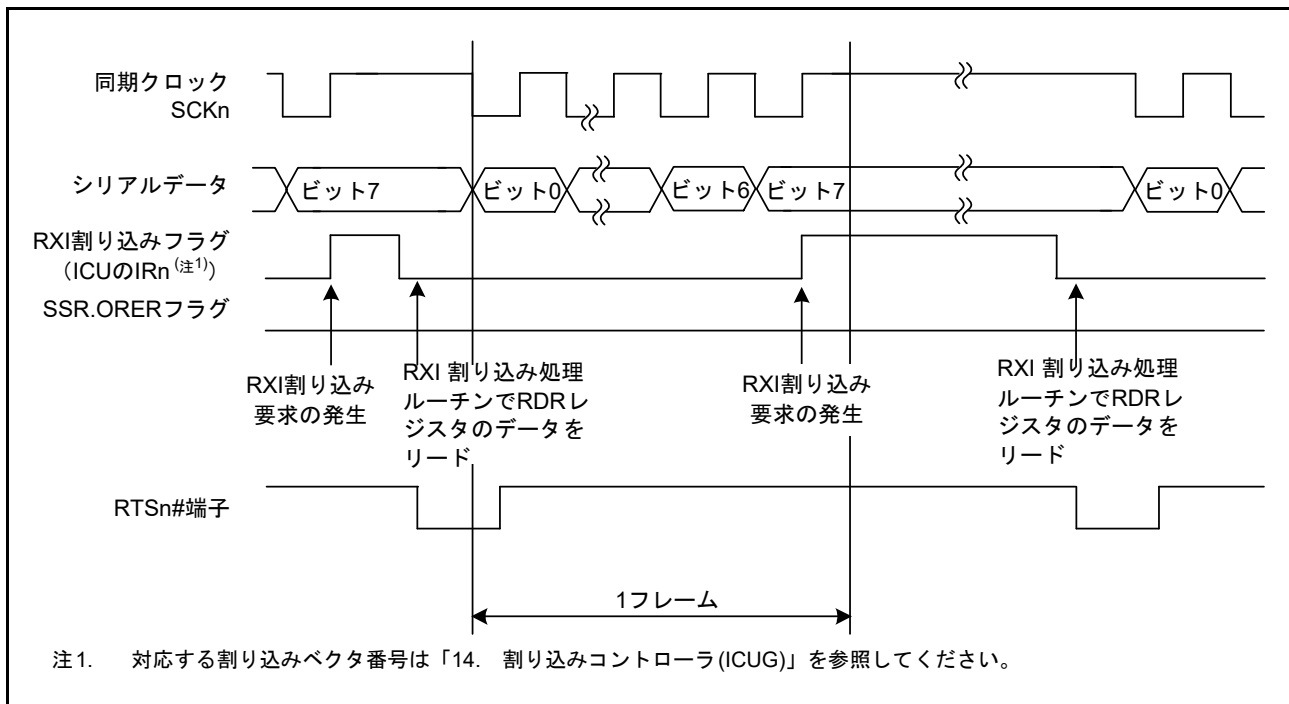 同期クロック
SCKn
シリアルデータ
ビット7
ビット0
ビット6
ビット7
ビット0
RXI割り込みフラグ
（ICUのIRn (注1)）
SSR.ORERフラグ
RXI割り込み
要求の発生
RXI 割り込み処理
ルーチンでRDRレ
ジスタのデータを
リード
RXI割り込み
要求の発生
RXI 割り込み処理
ルーチンでRDRレ
ジスタのデータを
リード
RTSn#端子
1フレーム
注1. 対応する割り込みベクタ番号は「14. 割り込みコントローラ(ICUG)」を参照してください。